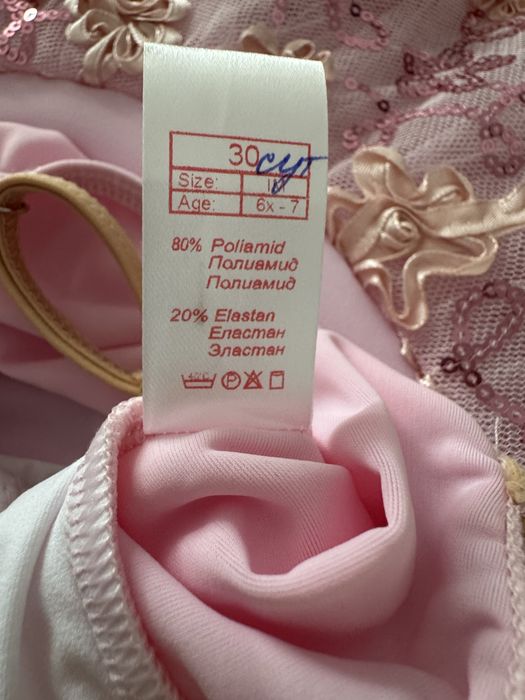 30
Size:
Age: 6x - 7
80% Poliamid
Полиамид
Полиамид
20% Elastan
Еластан
Эластан